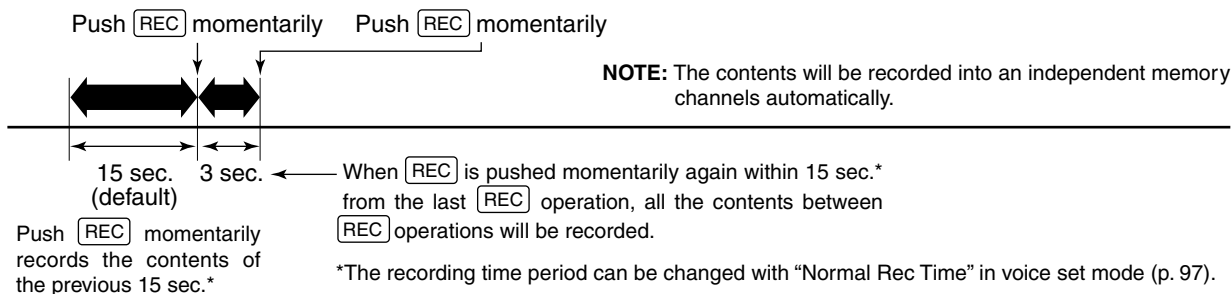 Push REC momentarily Push REC momentarily
NOTE: The contents will be recorded into an independent memory
channels automatically.
15 sec.
(default)
3 sec.
Push REC momentarily
records the contents of
the previous 15 sec.*
When REC is pushed momentarily again within 15 sec.*
from the last REC operation, all the contents between
REC operations will be recorded.
*The recording time period can be changed with “Normal Rec Time” in voice set mode (p. 97).